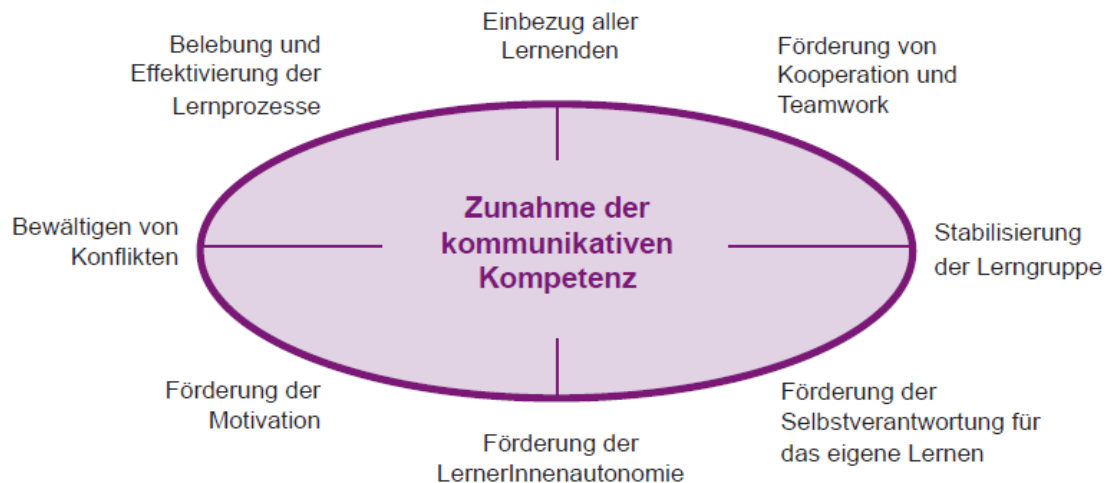 Einbezug aller
Lernenden
Belebung und
Effektivierung der
Lernprozesse
Förderung von
Kooperation und
Teamwork
Zunahme der
kommunikativen
Kompetenz
Bewältigen von
Konflikten
Stabilisierung
der Lerngruppe
Förderung der
Motivation
Förderung der
LernerInnenautonomie
Förderung der
Selbstverantwortung für
das eigene Lernen